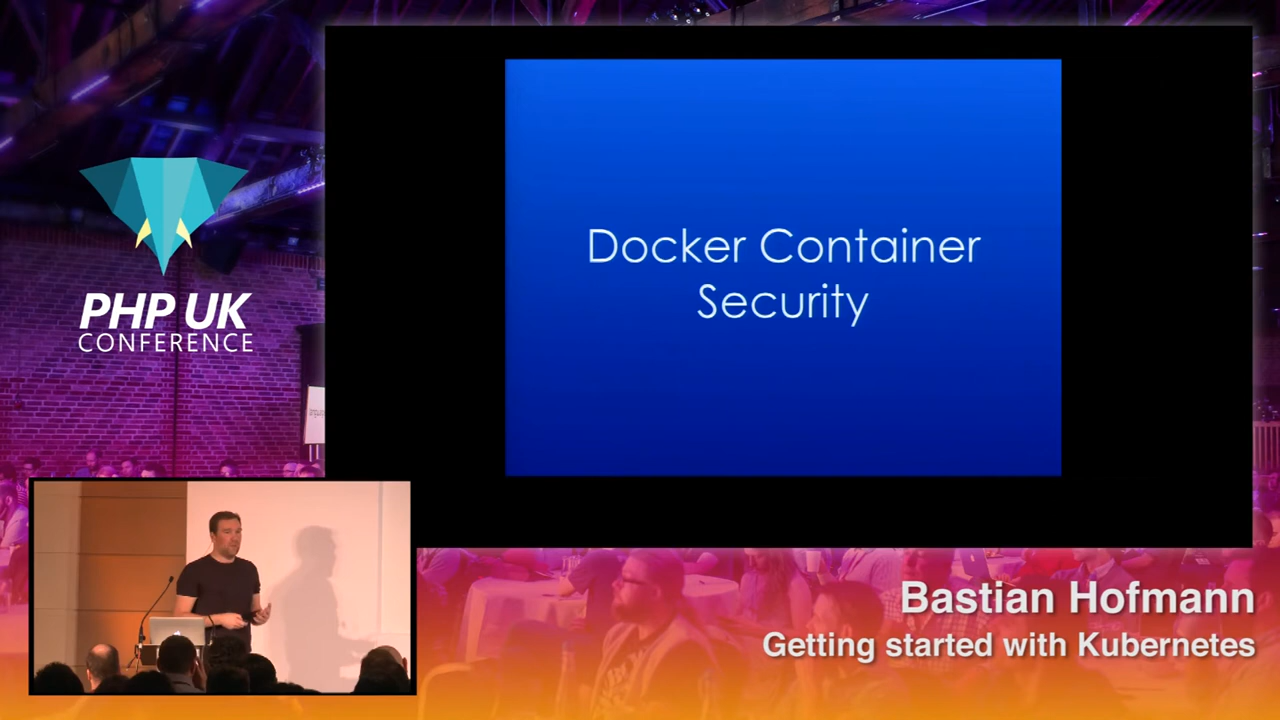 Docker Container
Security
PHP UK
CONFERENCE
Bastian Hofmann
Getting started with Kubernetes